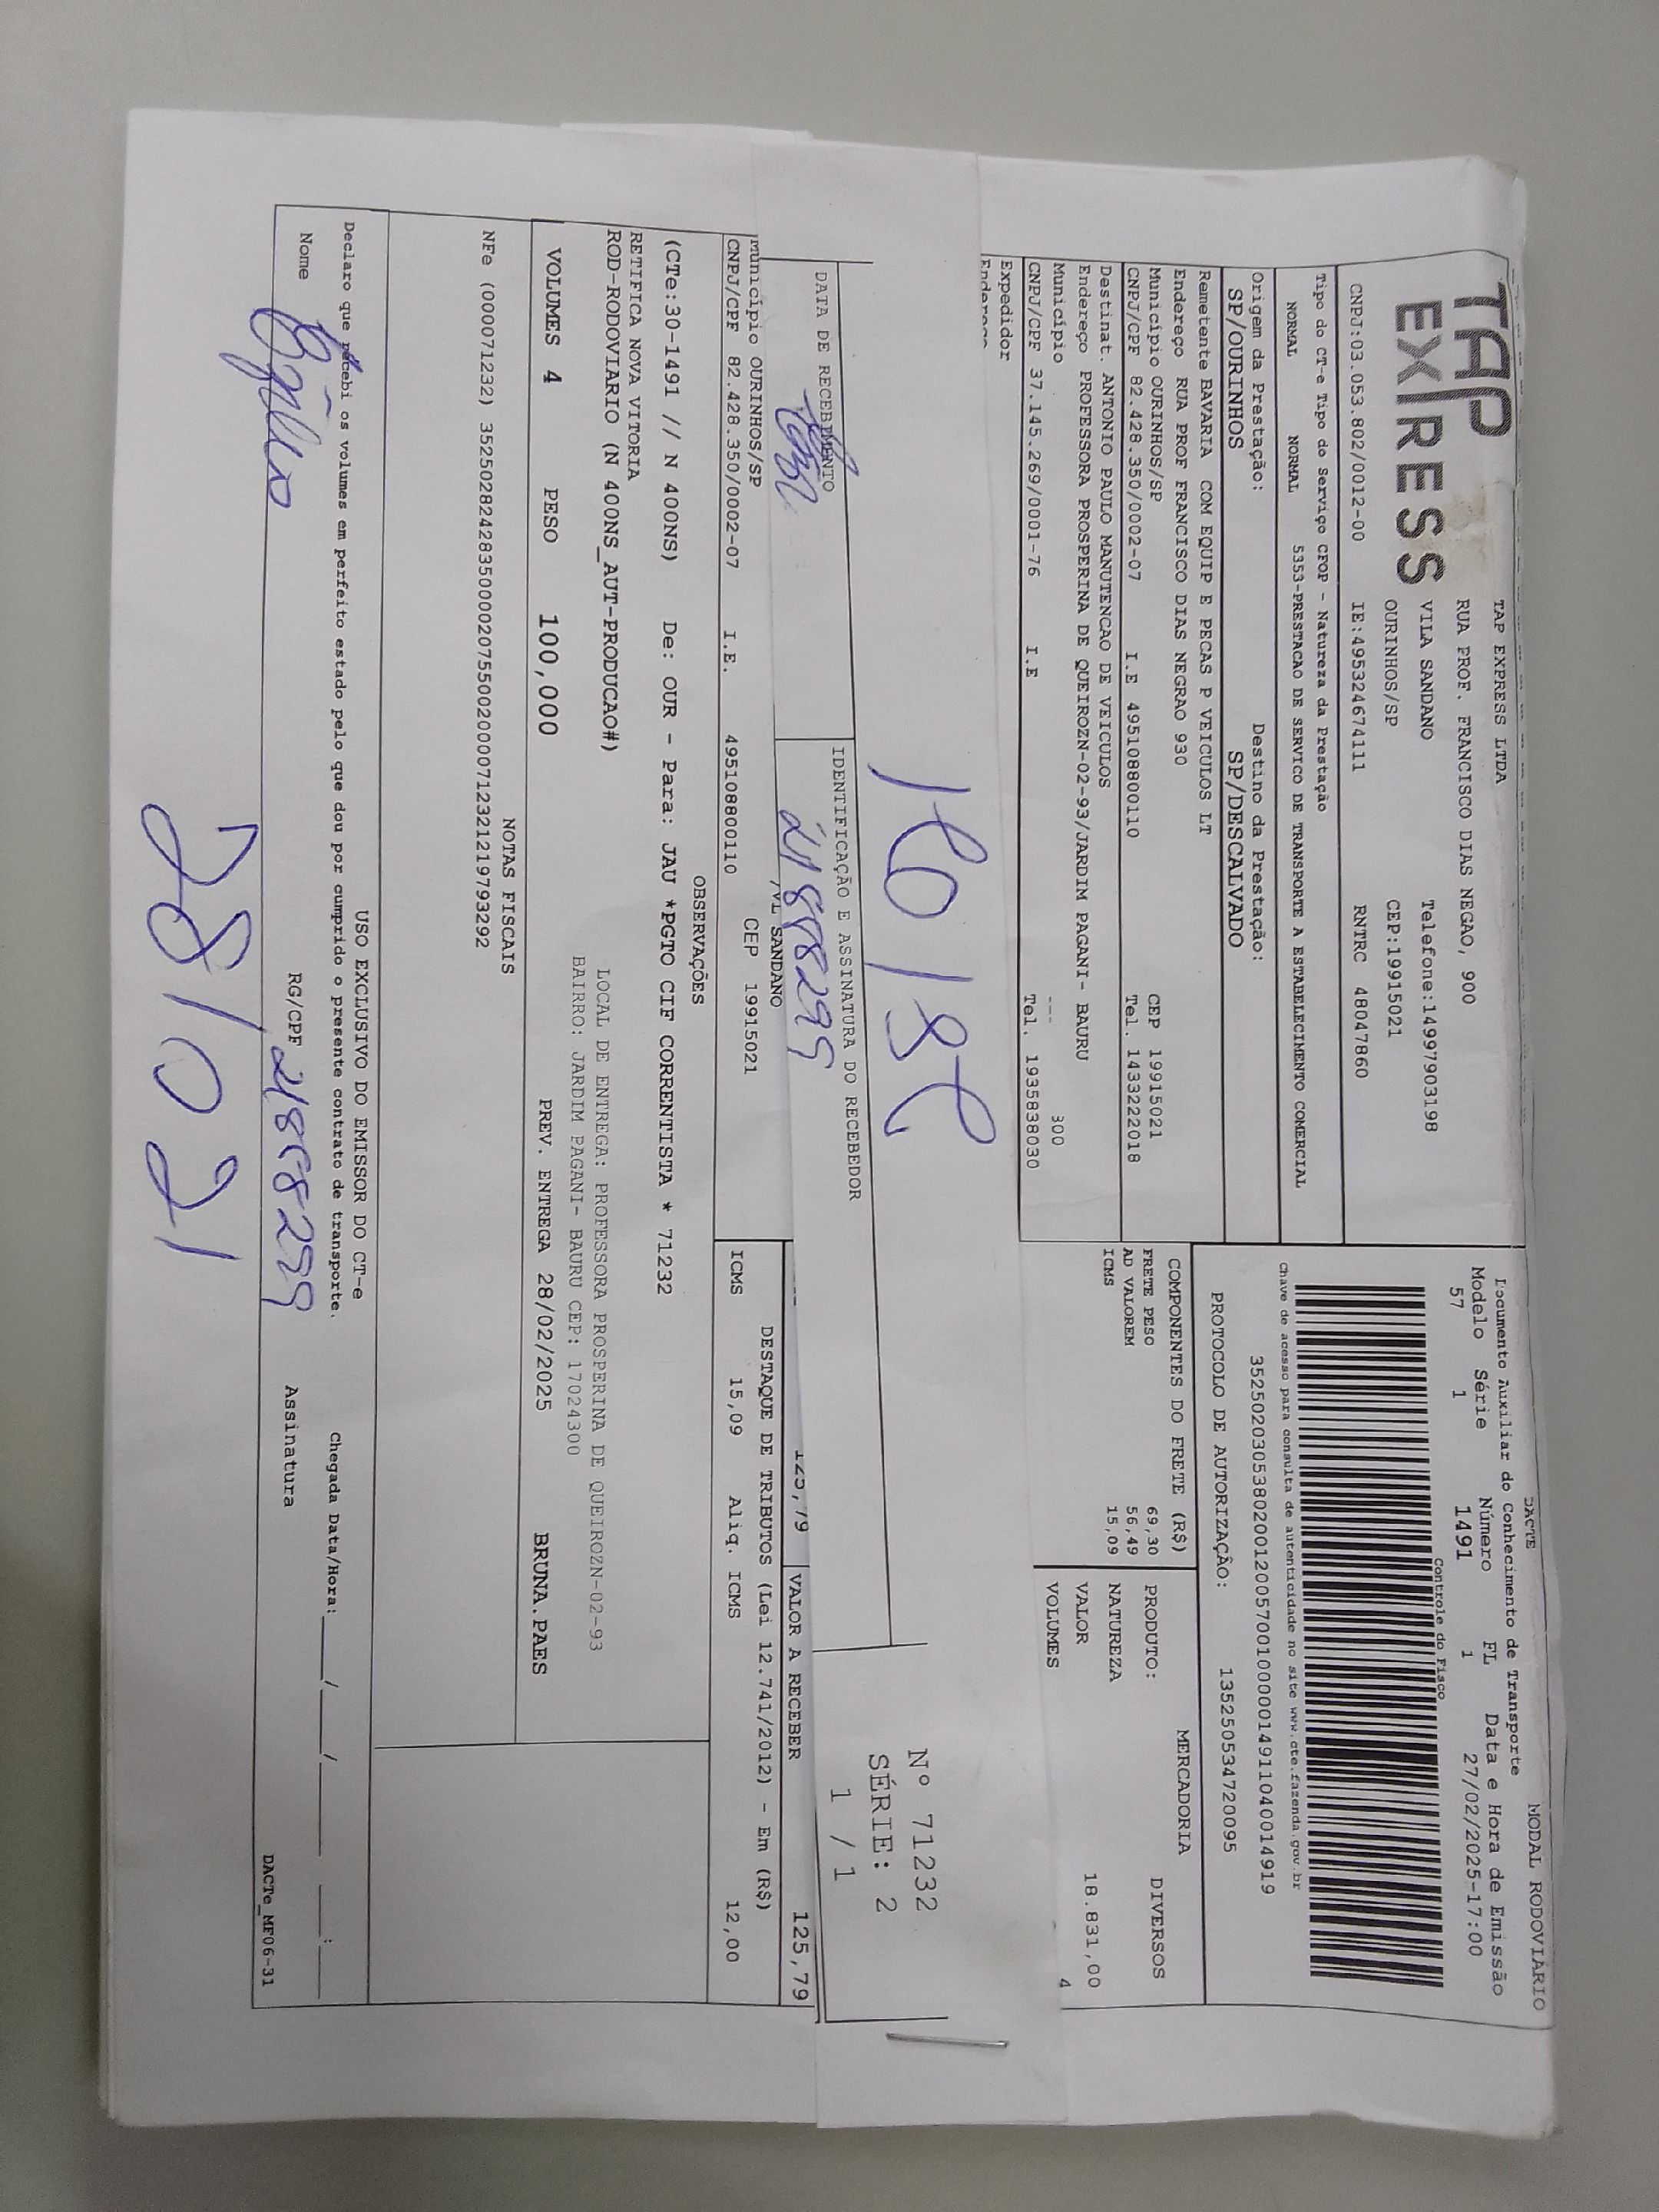 TAP
EXPRESS
TAP EXPRESS LTDA
RUA PROF. FRANCISCO DIAS NEGAO, 900
VILA SANDANO Telefone:14997903198
OURINHOS/SP CEP:19915021
CNPJ:03.053.802/0012-00 IE:495324674111 RNTRC 48047860
DACTE MODAL RODOVIÁRIO
Documento Auxiliar do Conhecimento de Transporte
Modelo Série Número FL Data e Hora de Emissão
57 1 1491 1 27/02/2025-17:00
Controle do Fisco
Chave de acesso para consulta de autenticidade no site www.cte.fazenda.gov.br
35250203053802001200570010000014911040014919
PROTOCOLO DE AUTORIZAÇÃO: 135250534720095
Tipo do CT-e Tipo do Serviço CFOP - Natureza da Prestação
NORMAL NORMAL 5353-PRESTACAO DE SERVICO DE TRANSPORTE A ESTABELECIMENTO COMERCIAL
Origem da Prestação: Destino da Prestação:
SP/OURINHOS SP/DESCALVADO
Remetente BAVARIA COM EQUIP E PECAS P VEICULOS LT
Endereço RUA PROF FRANCISCO DIAS NEGRAO 930
Município OURINHOS/SP CEP 19915021
CNPJ/CPF 82.428.350/0002-07 I.E 495108800110 Tel. 1433222018
Destinat. ANTONIO PAULO MANUTENCAO DE VEICULOS
Endereço PROFESSORA PROSPERINA DE QUEIROZN-02-93/JARDIM PAGANI- BAURU
Município --- 300
CNPJ/CPF 37.145.269/0001-76 I.E Tel. 1935838030
Expedidor
Endereço
COMPONENTES DO FRETE (R$)
FRETE PESO 69,30
AD VALOREM 56,49
ICMS 15,09
MERCADORIA
PRODUTO: DIVERSOS
NATUREZA
VALOR 18.831,00
VOLUMES 4
Nº 71232
SÉRIE: 2
1 / 1
DATA DE RECEBIMENTO IDENTIFICAÇÃO E ASSINATURA DO RECEBEDOR
21888299
/VL SANDANO
Município OURINHOS/SP CEP 19915021
CNPJ/CPF 82.428.350/0002-07 I.E. 495108800110
125,79 VALOR A RECEBER 125,79
DESTAQUE DE TRIBUTOS (Lei 12.741/2012) - Em (R$)
ICMS 15,09 Aliq. ICMS 12,00
OBSERVAÇÕES
(CTe:30-1491 // N 400NS) De: OUR - Para: JAU *PGTO CIF CORRENTISTA * 71232
RETIFICA NOVA VITORIA
ROD-RODOVIARIO (N 400NS_AUT-PRODUCAO#)
LOCAL DE ENTREGA: PROFESSORA PROSPERINA DE QUEIROZN-02-93
BAIRRO: JARDIM PAGANI- BAURU CEP: 17024300
VOLUMES 4 PESO 100,000 PREV. ENTREGA 28/02/2025 BRUNA.PAES
NOTAS FISCAIS
NFe (000071232) 35250282428350000207550020000712321219793292
USO EXCLUSIVO DO EMISSOR DO CT-e
Declaro que recebi os volumes em perfeito estado pelo que dou por cumprido o presente contrato de transporte. Chegada Data/Hora:____/____/____ ____:____
Nome RG/CPF 21888299 Assinatura
DACTe_MF06-31
28/02/